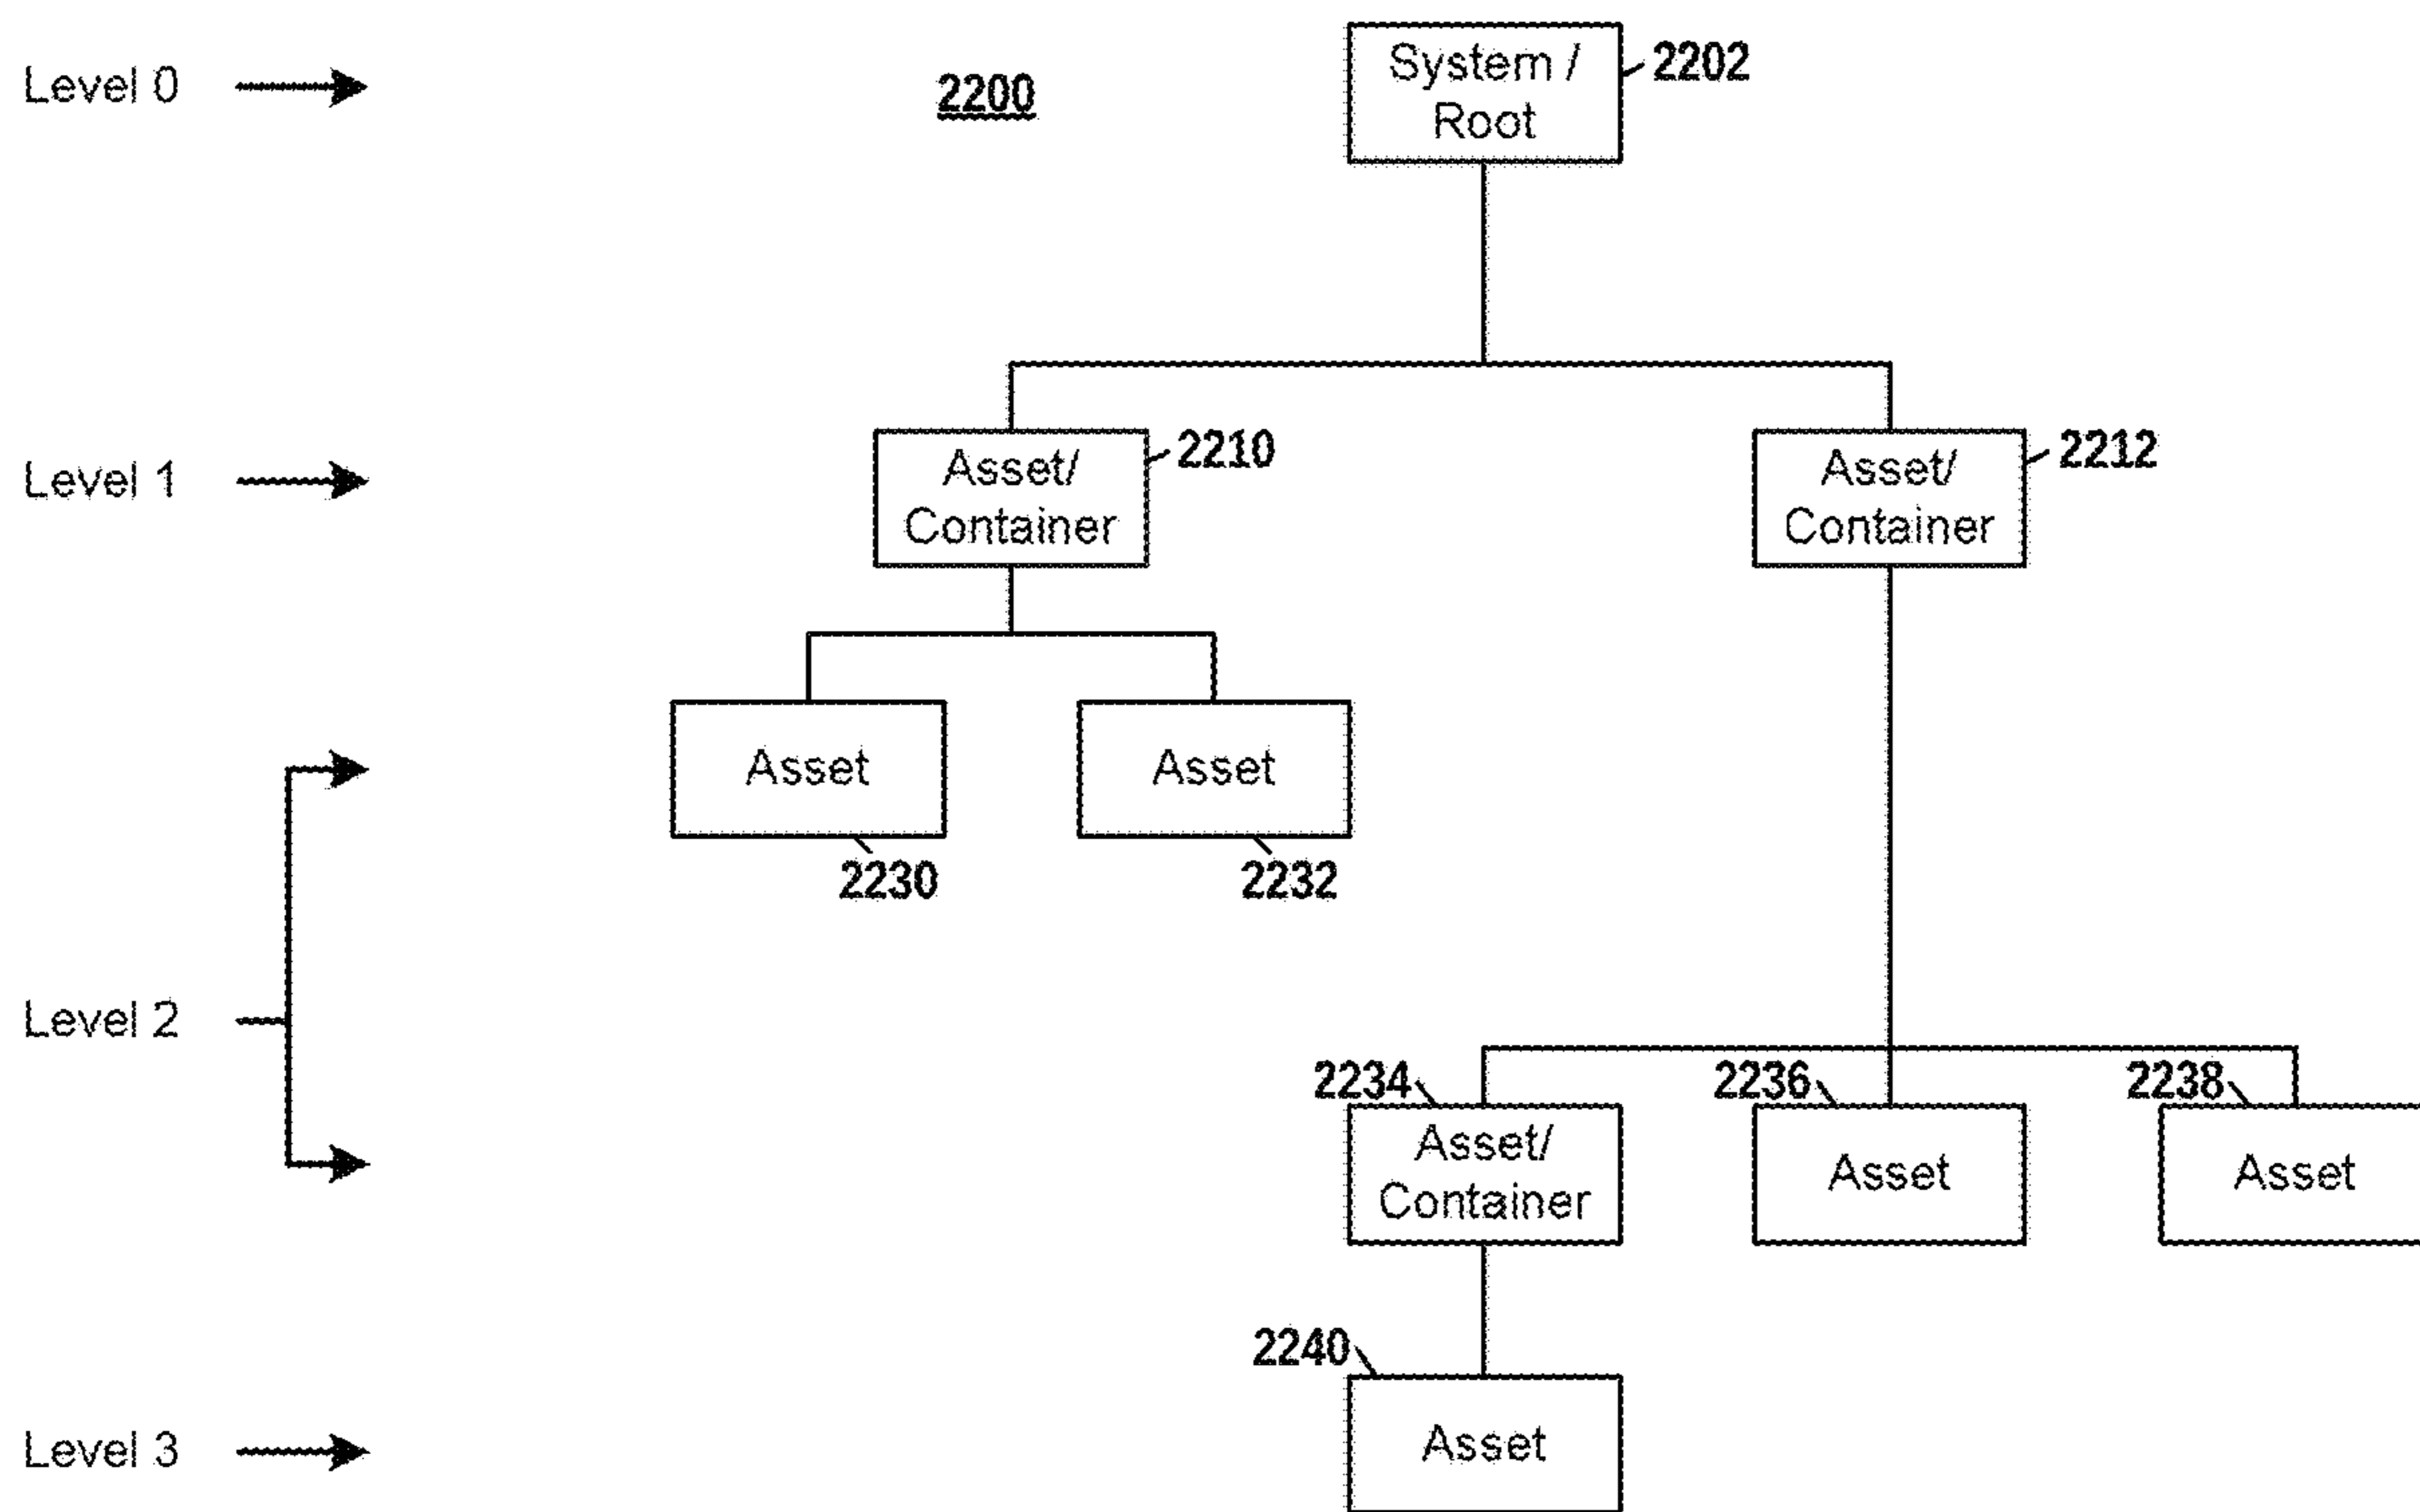 Level 0
2200
System /
Root
2202
Level 1
Asset/
Container
2210
Asset/
Container
2212
Asset
2230
Asset
2232
Level 2
2234
Asset/
Container
2236
Asset
2238
Asset
2240
Level 3
Asset